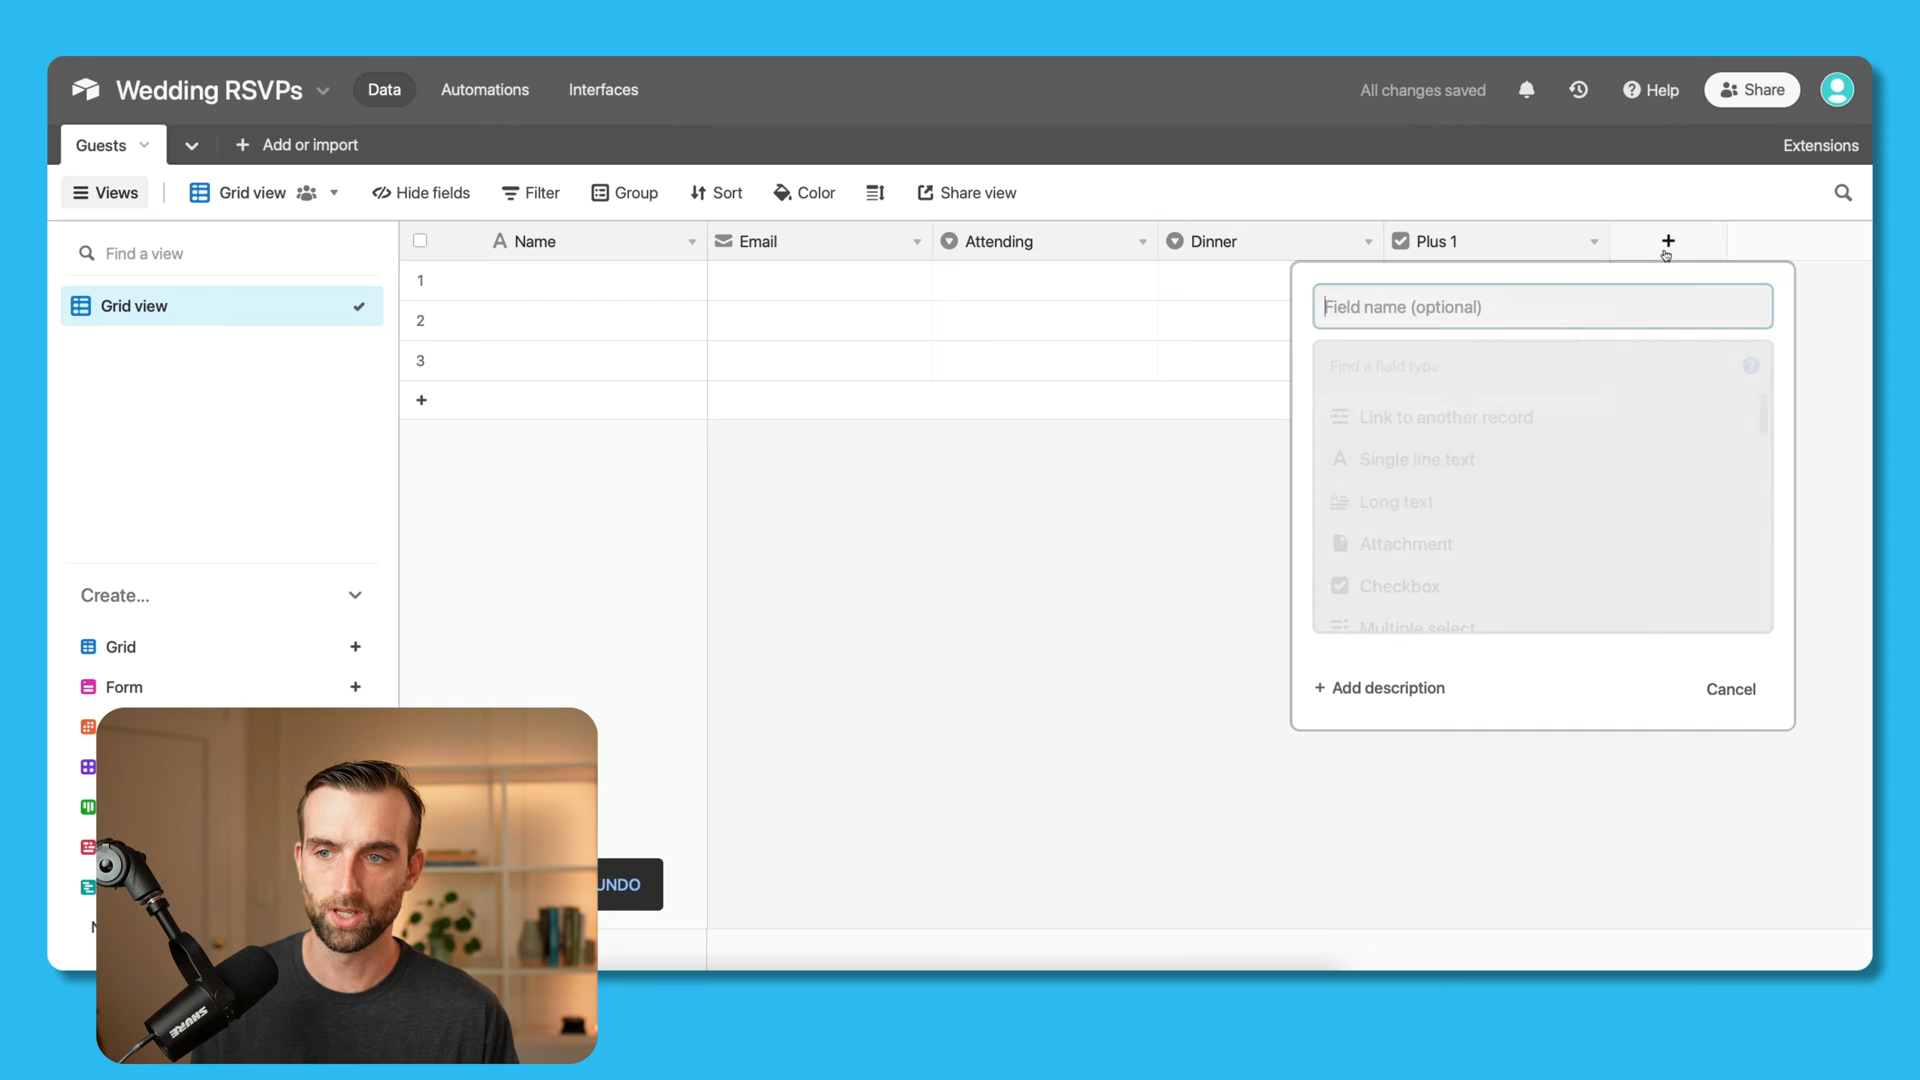 Wedding RSVPs
Data
Automations
Interfaces
All changes saved
Help
Share
Guests
Add or import
Extensions
Views
Grid view
Hide fields
Filter
Group
Sort
Color
Share view
Find a view
Name
Email
Attending
Dinner
Plus 1
1
2
3
Grid view
Field name (optional)
Find a field type
Link to another record
Single line text
Long text
Attachment
Checkbox
Multiple select
+ Add description
Cancel
Create...
Grid
Form
UNDO
SHURE